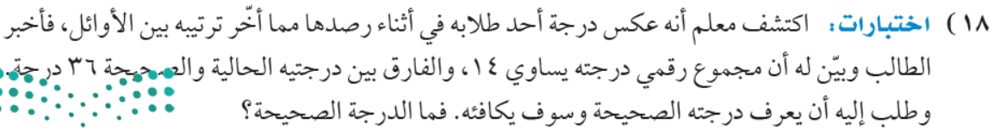 ١٨) اختبارات: اكتشف معلم أنه عكس درجة أحد طلابه في أثناء رصدها مما أخّر ترتيبه بين الأوائل، فأخبر
الطالب وبيّن له أن مجموع رقمي درجته يساوي ١٤، والفارق بين درجتيه الحالية والصحيحة ٣٦ درجة.
وطلب إليه أن يعرف درجته الصحيحة وسوف يكافئه. فما الدرجة الصحيحة؟